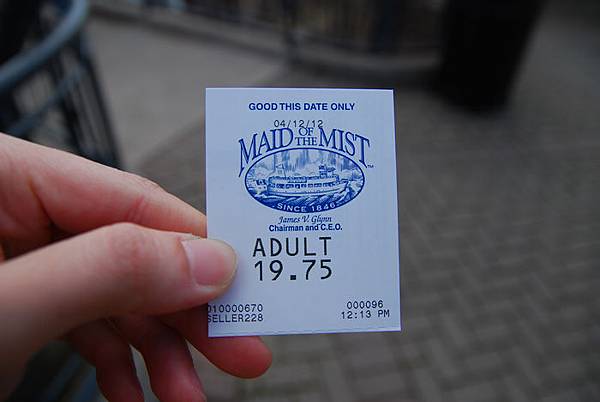 GOOD THIS DATE ONLY
04/12/12
MAID OF THE MIST™
SINCE 1846
James V. Glynn
Chairman and C.E.O.
ADULT
19.75
010000670 000096
SELLER228 12:13 PM